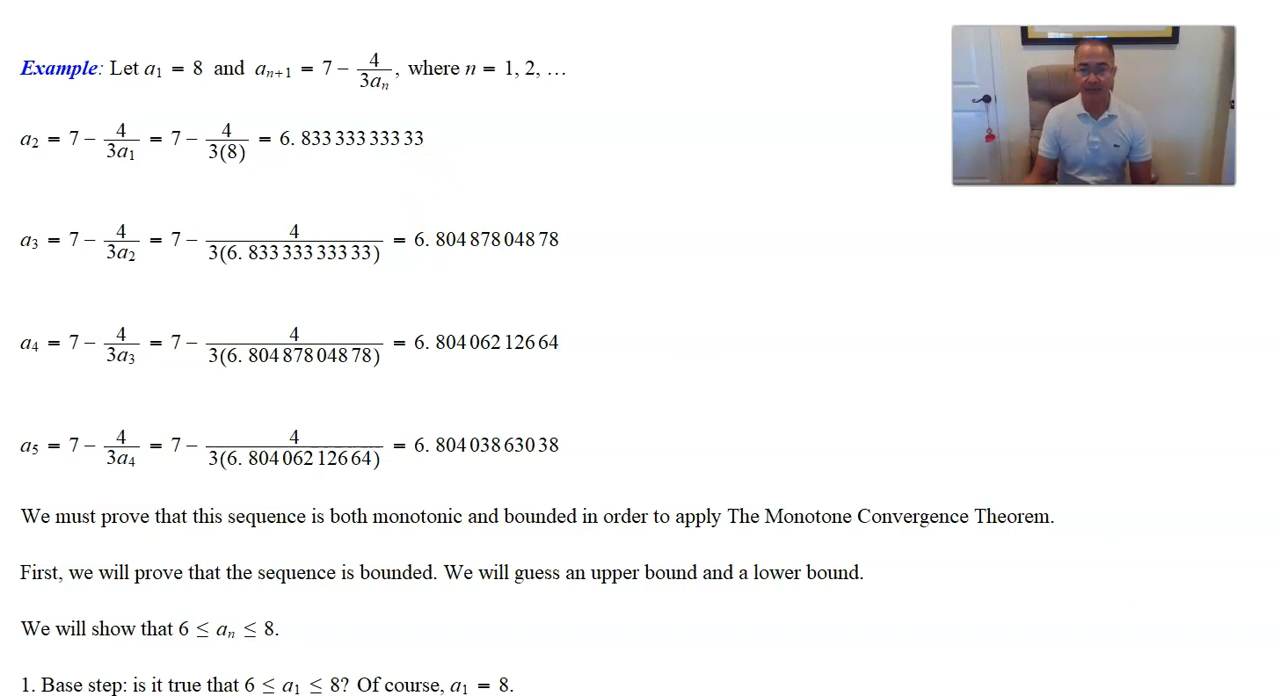 Example: Let a₁ = 8 and aₙ₊₁ = 7 − 4/(3aₙ), where n = 1, 2, …
a₂ = 7 − 4/(3a₁) = 7 − 4/(3(8)) = 6. 833 333 333 33
a₃ = 7 − 4/(3a₂) = 7 − 4/(3(6. 833 333 333 33)) = 6. 804 878 048 78
a₄ = 7 − 4/(3a₃) = 7 − 4/(3(6. 804 878 048 78)) = 6. 804 062 126 64
a₅ = 7 − 4/(3a₄) = 7 − 4/(3(6. 804 062 126 64)) = 6. 804 038 630 38
We must prove that this sequence is both monotonic and bounded in order to apply The Monotone Convergence Theorem.
First, we will prove that the sequence is bounded. We will guess an upper bound and a lower bound.
We will show that 6 ≤ aₙ ≤ 8.
1. Base step: is it true that 6 ≤ a₁ ≤ 8? Of course, a₁ = 8.